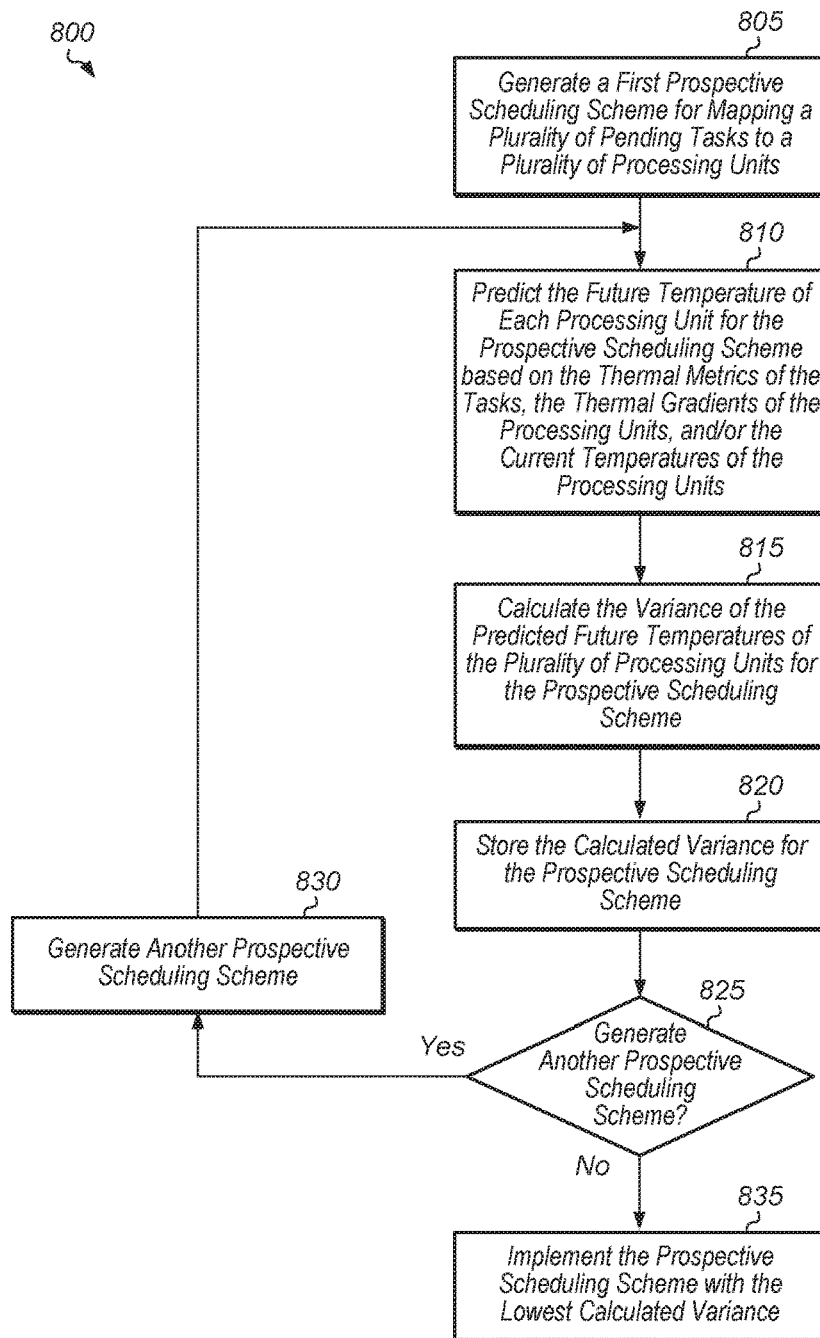 800
805
Generate a First Prospective
Scheduling Scheme for Mapping a
Plurality of Pending Tasks to a
Plurality of Processing Units
810
Predict the Future Temperature of
Each Processing Unit for the
Prospective Scheduling Scheme
based on the Thermal Metrics of the
Tasks, the Thermal Gradients of the
Processing Units, and/or the
Current Temperatures of the
Processing Units
815
Calculate the Variance of the
Predicted Future Temperatures of
the Plurality of Processing Units for
the Prospective Scheduling
Scheme
820
Store the Calculated Variance for
the Prospective Scheduling
Scheme
830
Generate Another Prospective
Scheduling Scheme
825
Generate
Another Prospective
Scheduling
Scheme?
Yes
No
835
Implement the Prospective
Scheduling Scheme with the
Lowest Calculated Variance